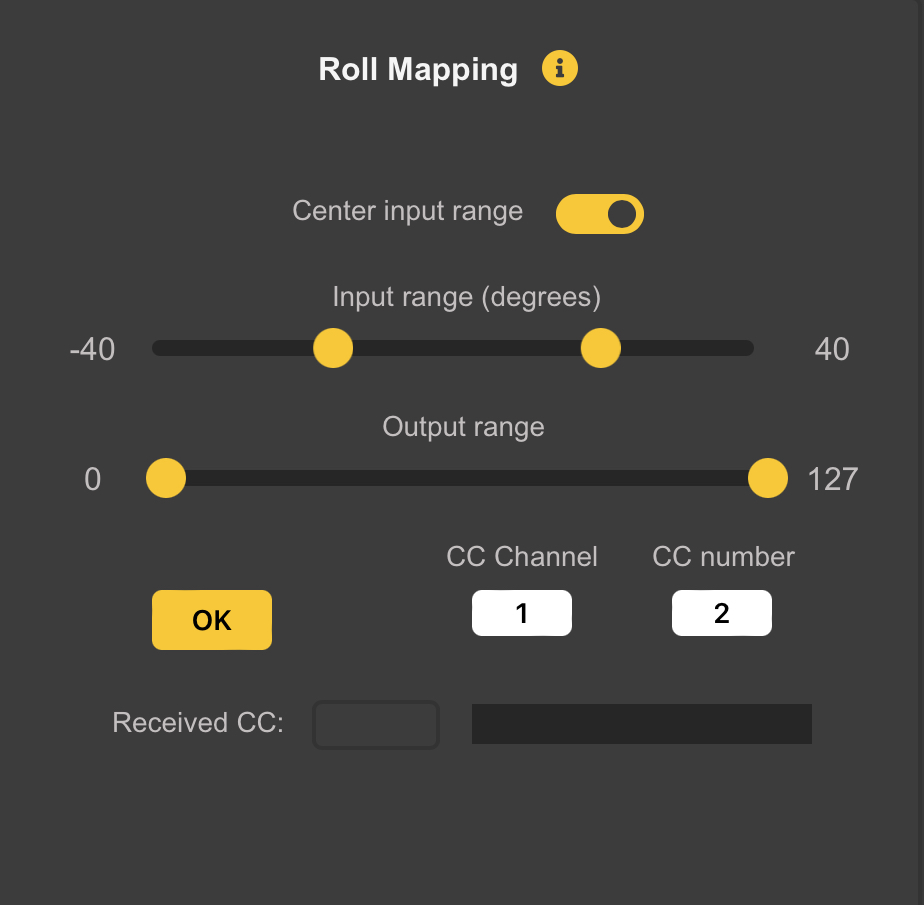 Roll Mapping
Center input range
Input range (degrees)
-40 40
Output range
0 127
CC Channel CC number
OK 1 2
Received CC: